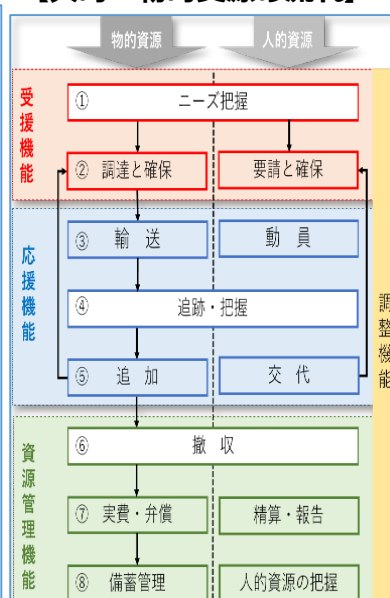 物的資源
人的資源
受援機能
① ニーズ把握
② 調達と確保
要請と確保
応援機能
③ 輸 送
動 員
④ 追跡・把握
⑤ 追 加
交 代
調整機能
資源管理機能
⑥ 撤 収
⑦ 実費・弁償
精算・報告
⑧ 備蓄管理
人的資源の把握